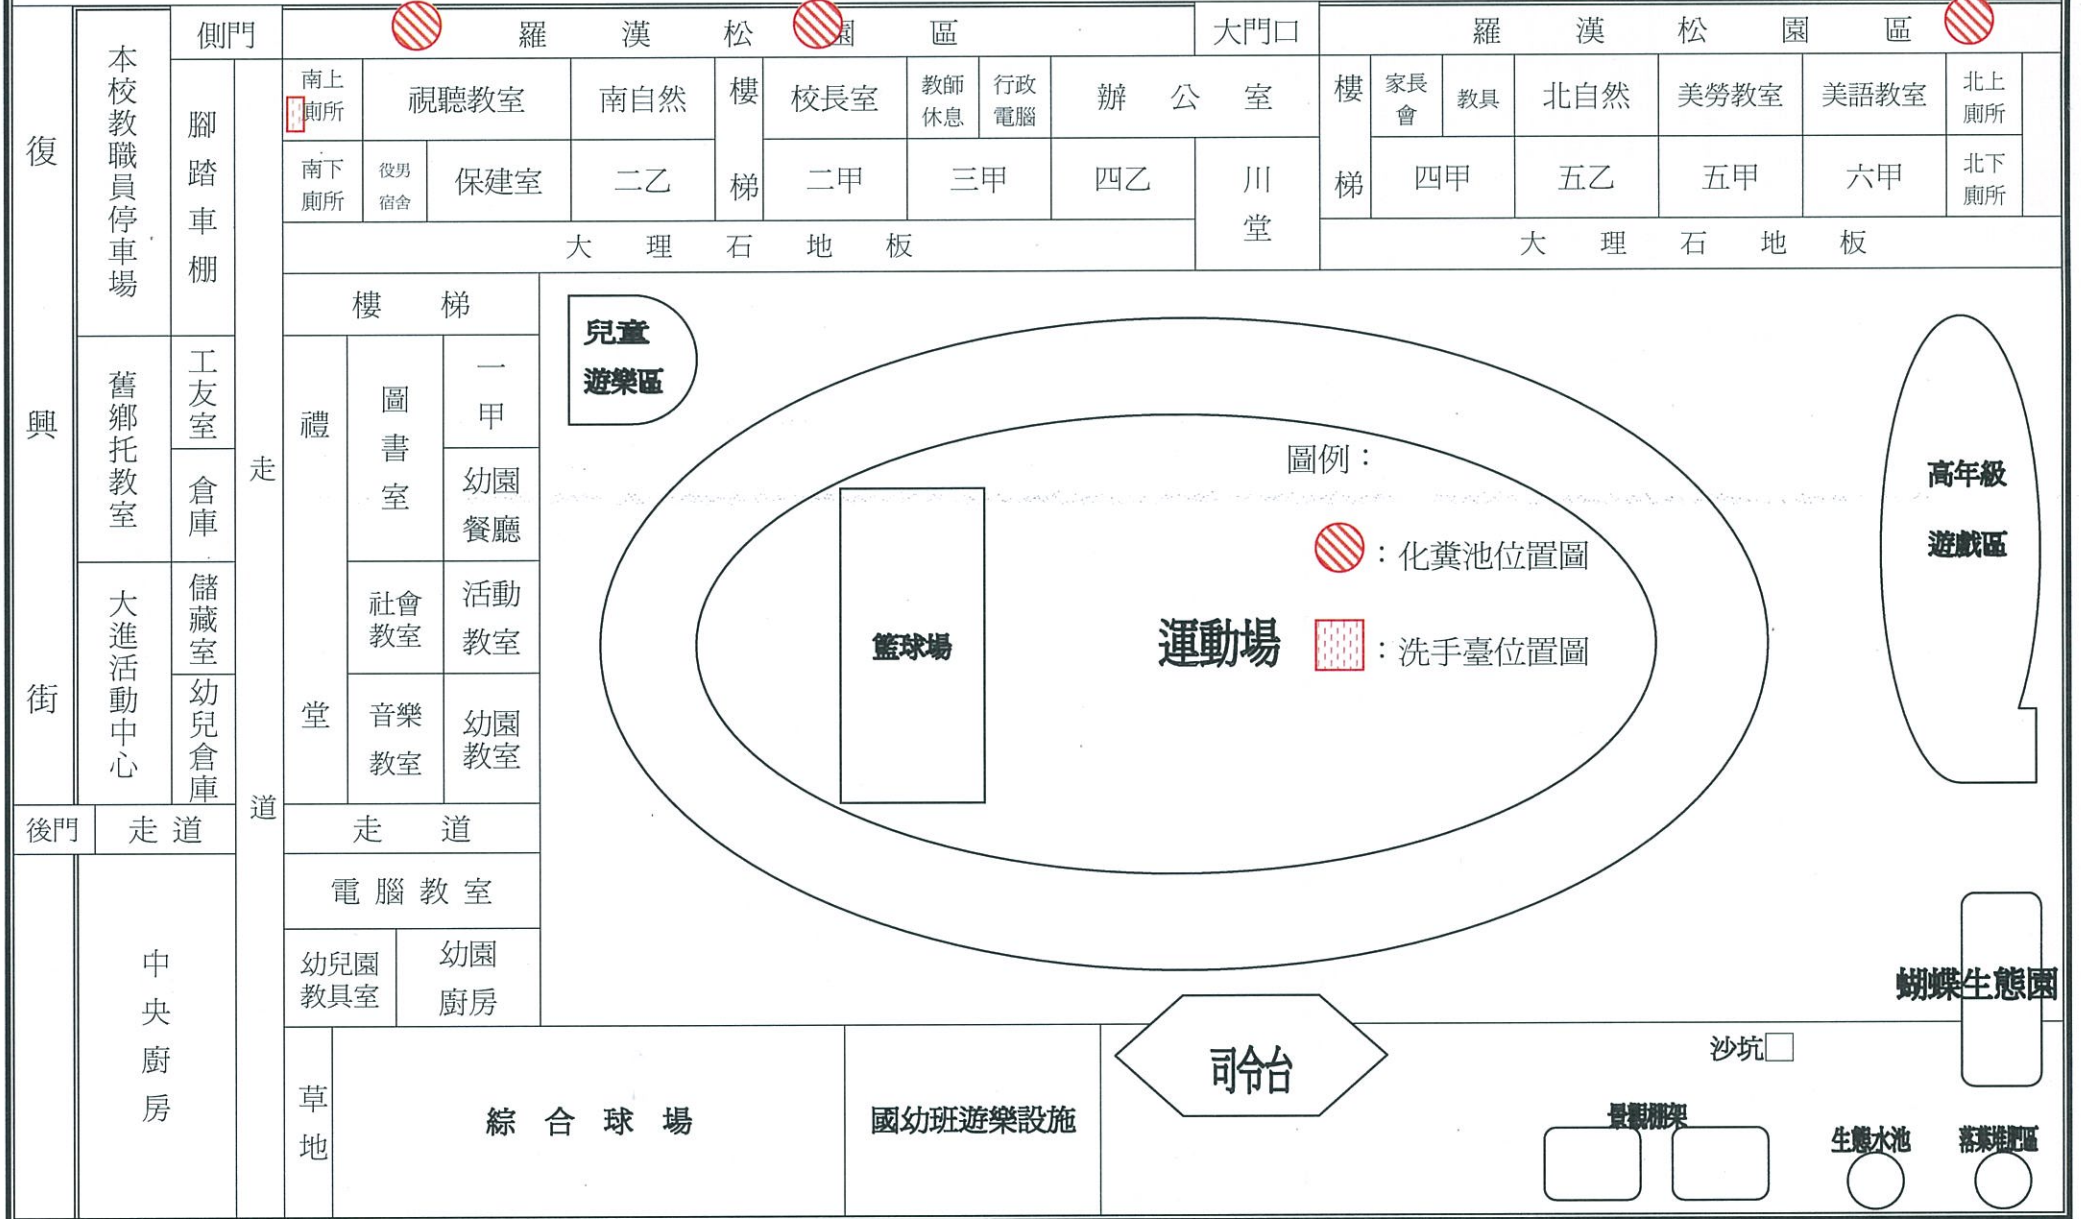 側門
羅漢松園區
大門口
羅漢松園區
復興街
本校教職員停車場
腳踏車棚
走道
南上
廁所
視聽教室
南自然
樓梯
校長室
教師
休息
行政
電腦
辦公室
樓梯
家長
會
教具
北自然
美勞教室
美語教室
北上
廁所
南下
廁所
役男
宿舍
保建室
二乙
二甲
三甲
四乙
川堂
四甲
五乙
五甲
六甲
北下
廁所
大理石地板
大理石地板
樓梯
兒童
遊樂區
舊鄉托教室
工友室
倉庫
禮堂
圖書室
一甲
幼園
餐廳
圖例：
：化糞池位置圖
：洗手臺位置圖
籃球場
運動場
高年級
遊戲區
大進活動中心
儲藏室
幼兒倉庫
社會
教室
活動
教室
音樂
教室
幼園
教室
後門
走道
走道
電腦教室
幼兒園
教具室
幼園
廚房
中央廚房
草地
綜合球場
國幼班遊樂設施
司令台
蝴蝶生態園
沙坑
景觀棚架
生態水池
落葉堆肥區